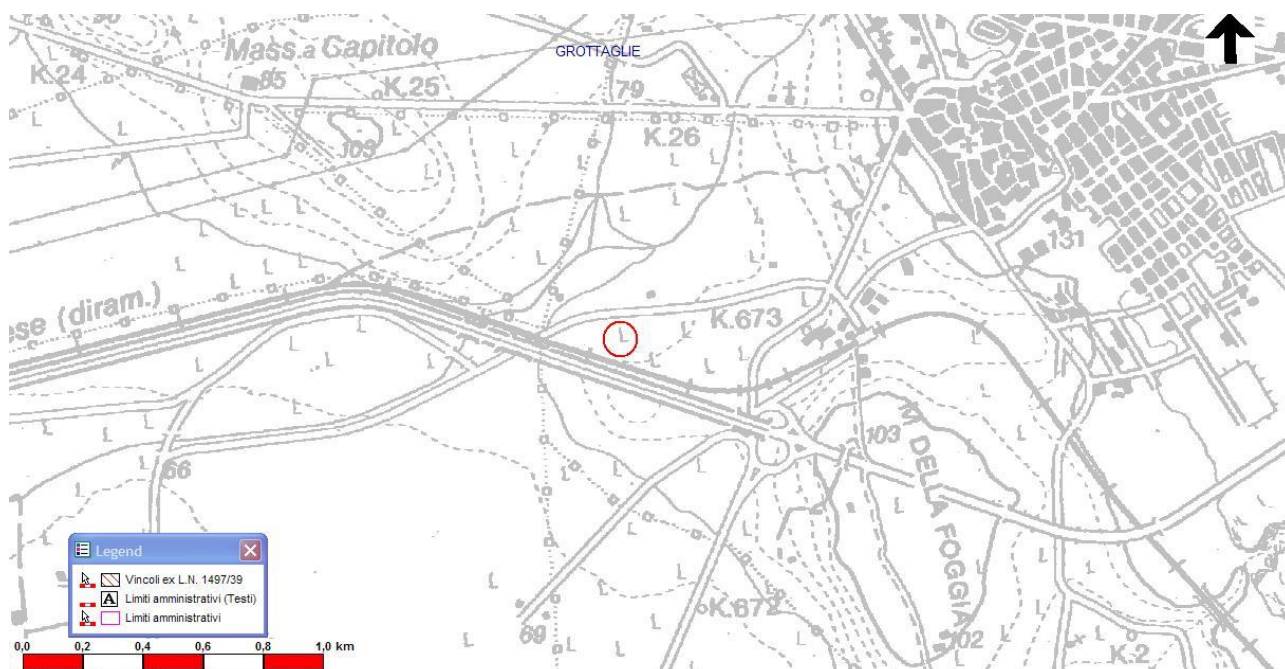 Mass.a Capitolo
GROTTAGLIE
K.24
85
K.25
79
103
K.26
131
ose (diram.)
K.673
66
103
M. DELLA FOGGIA
K.672
69
102
K-2
Legend
Vincoli ex L.N. 1497/39
A Limiti amministrativi (Testi)
Limiti amministrativi
0,0 0,2 0,4 0,6 0,8 1,0 km